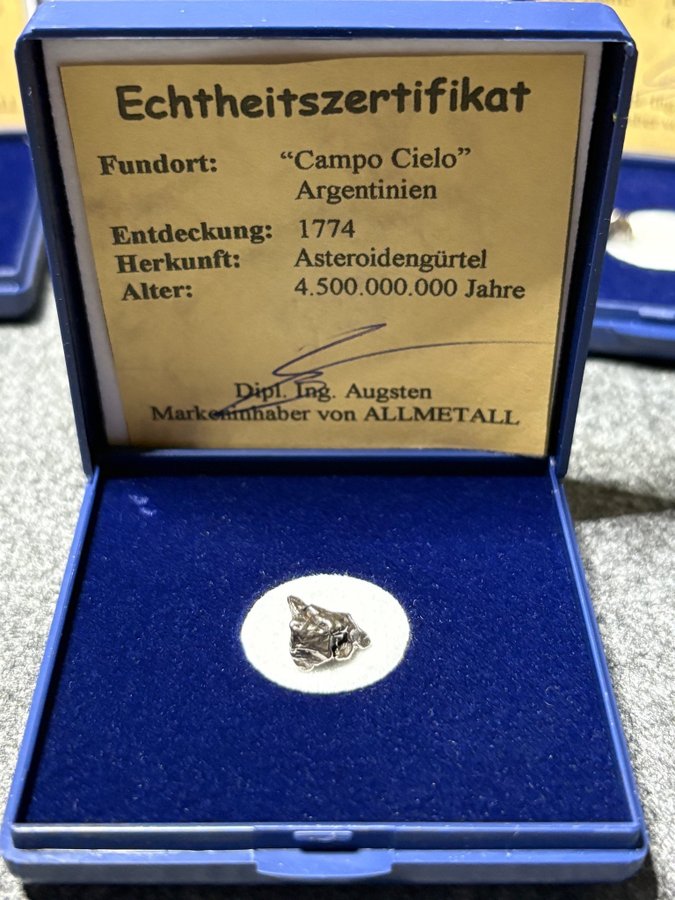 Echtheitszertifikat
Fundort: “Campo Cielo”
Argentinien
Entdeckung: 1774
Herkunft: Asteroidengürtel
Alter: 4.500.000.000 Jahre
Dipl. Ing. Augsten
Markeninhaber von ALLMETALL